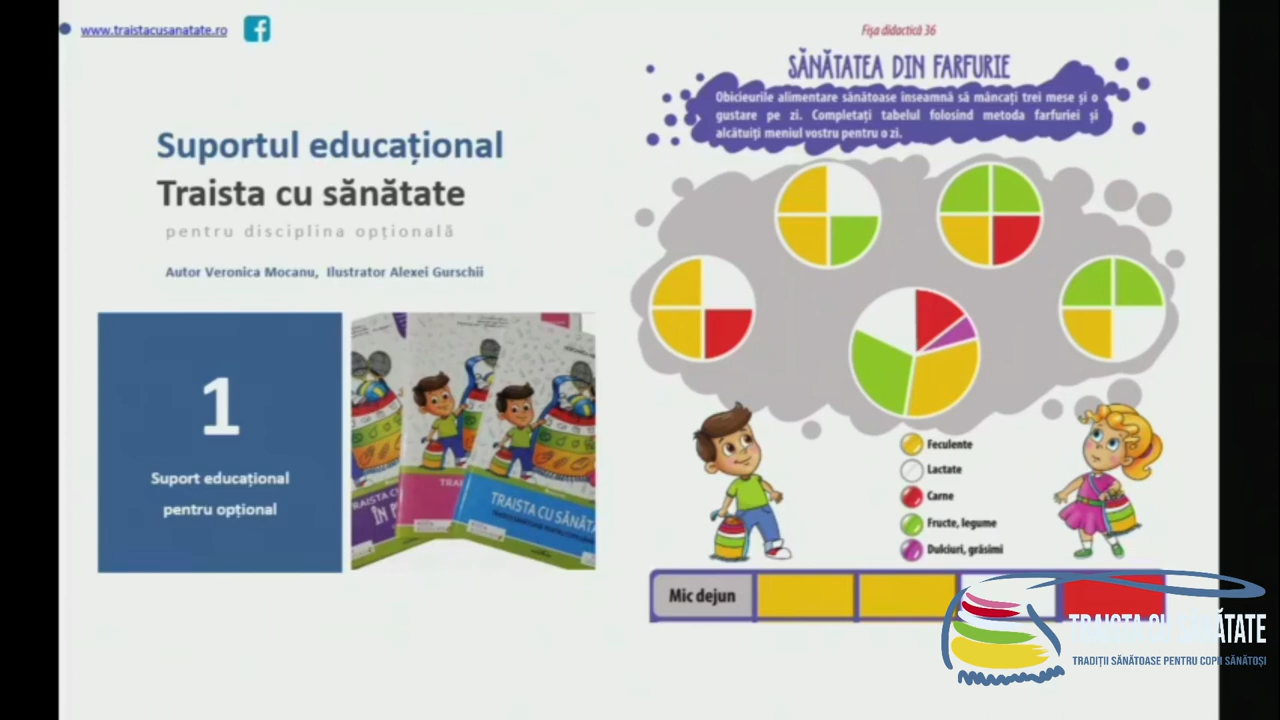 www.traistacusanatate.ro
Suportul educațional
Traista cu sănătate
pentru disciplina opțională
Autor Veronica Mocanu, Ilustrator Alexei Gurschii
1
Suport educațional
pentru opțional
TRAISTA CU SĂNĂTA
Fișa didactică 36
SĂNĂTATEA DIN FARFURIE
Obiceiurile alimentare sănătoase înseamnă să mâncați trei mese și o
gustare pe zi. Completați tabelul folosind metoda farfuriei și
alcătuiți meniul vostru pentru o zi.
Feculente
Lactate
Carne
Fructe, legume
Dulciuri, grăsimi
Mic dejun
TRAISTA CU SĂNĂTATE
TRADIȚII SĂNĂTOASE PENTRU COPII SĂNĂTOȘI